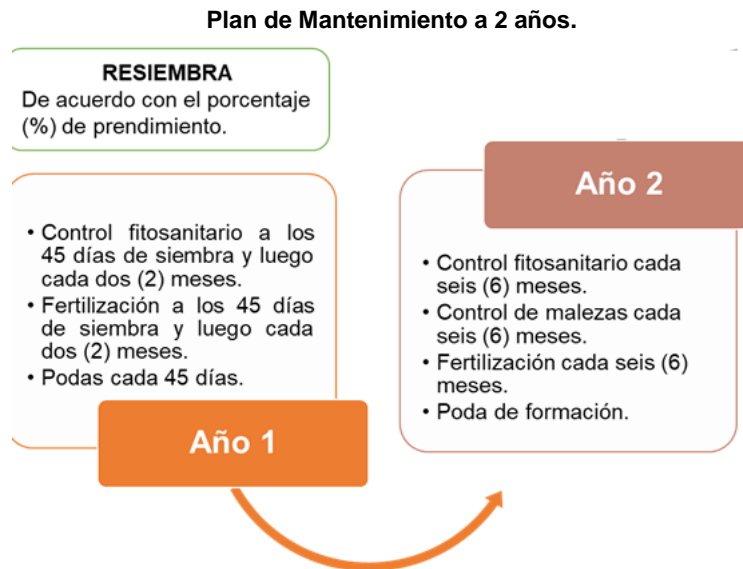 Plan de Mantenimiento a 2 años.
RESIEMBRA
De acuerdo con el porcentaje
(%) de prendimiento.
• Control fitosanitario a los
45 días de siembra y luego
cada dos (2) meses.
• Fertilización a los 45 días
de siembra y luego cada
dos (2) meses.
• Podas cada 45 días.
Año 1
Año 2
• Control fitosanitario cada
seis (6) meses.
• Control de malezas cada
seis (6) meses.
• Fertilización cada seis (6)
meses.
• Poda de formación.